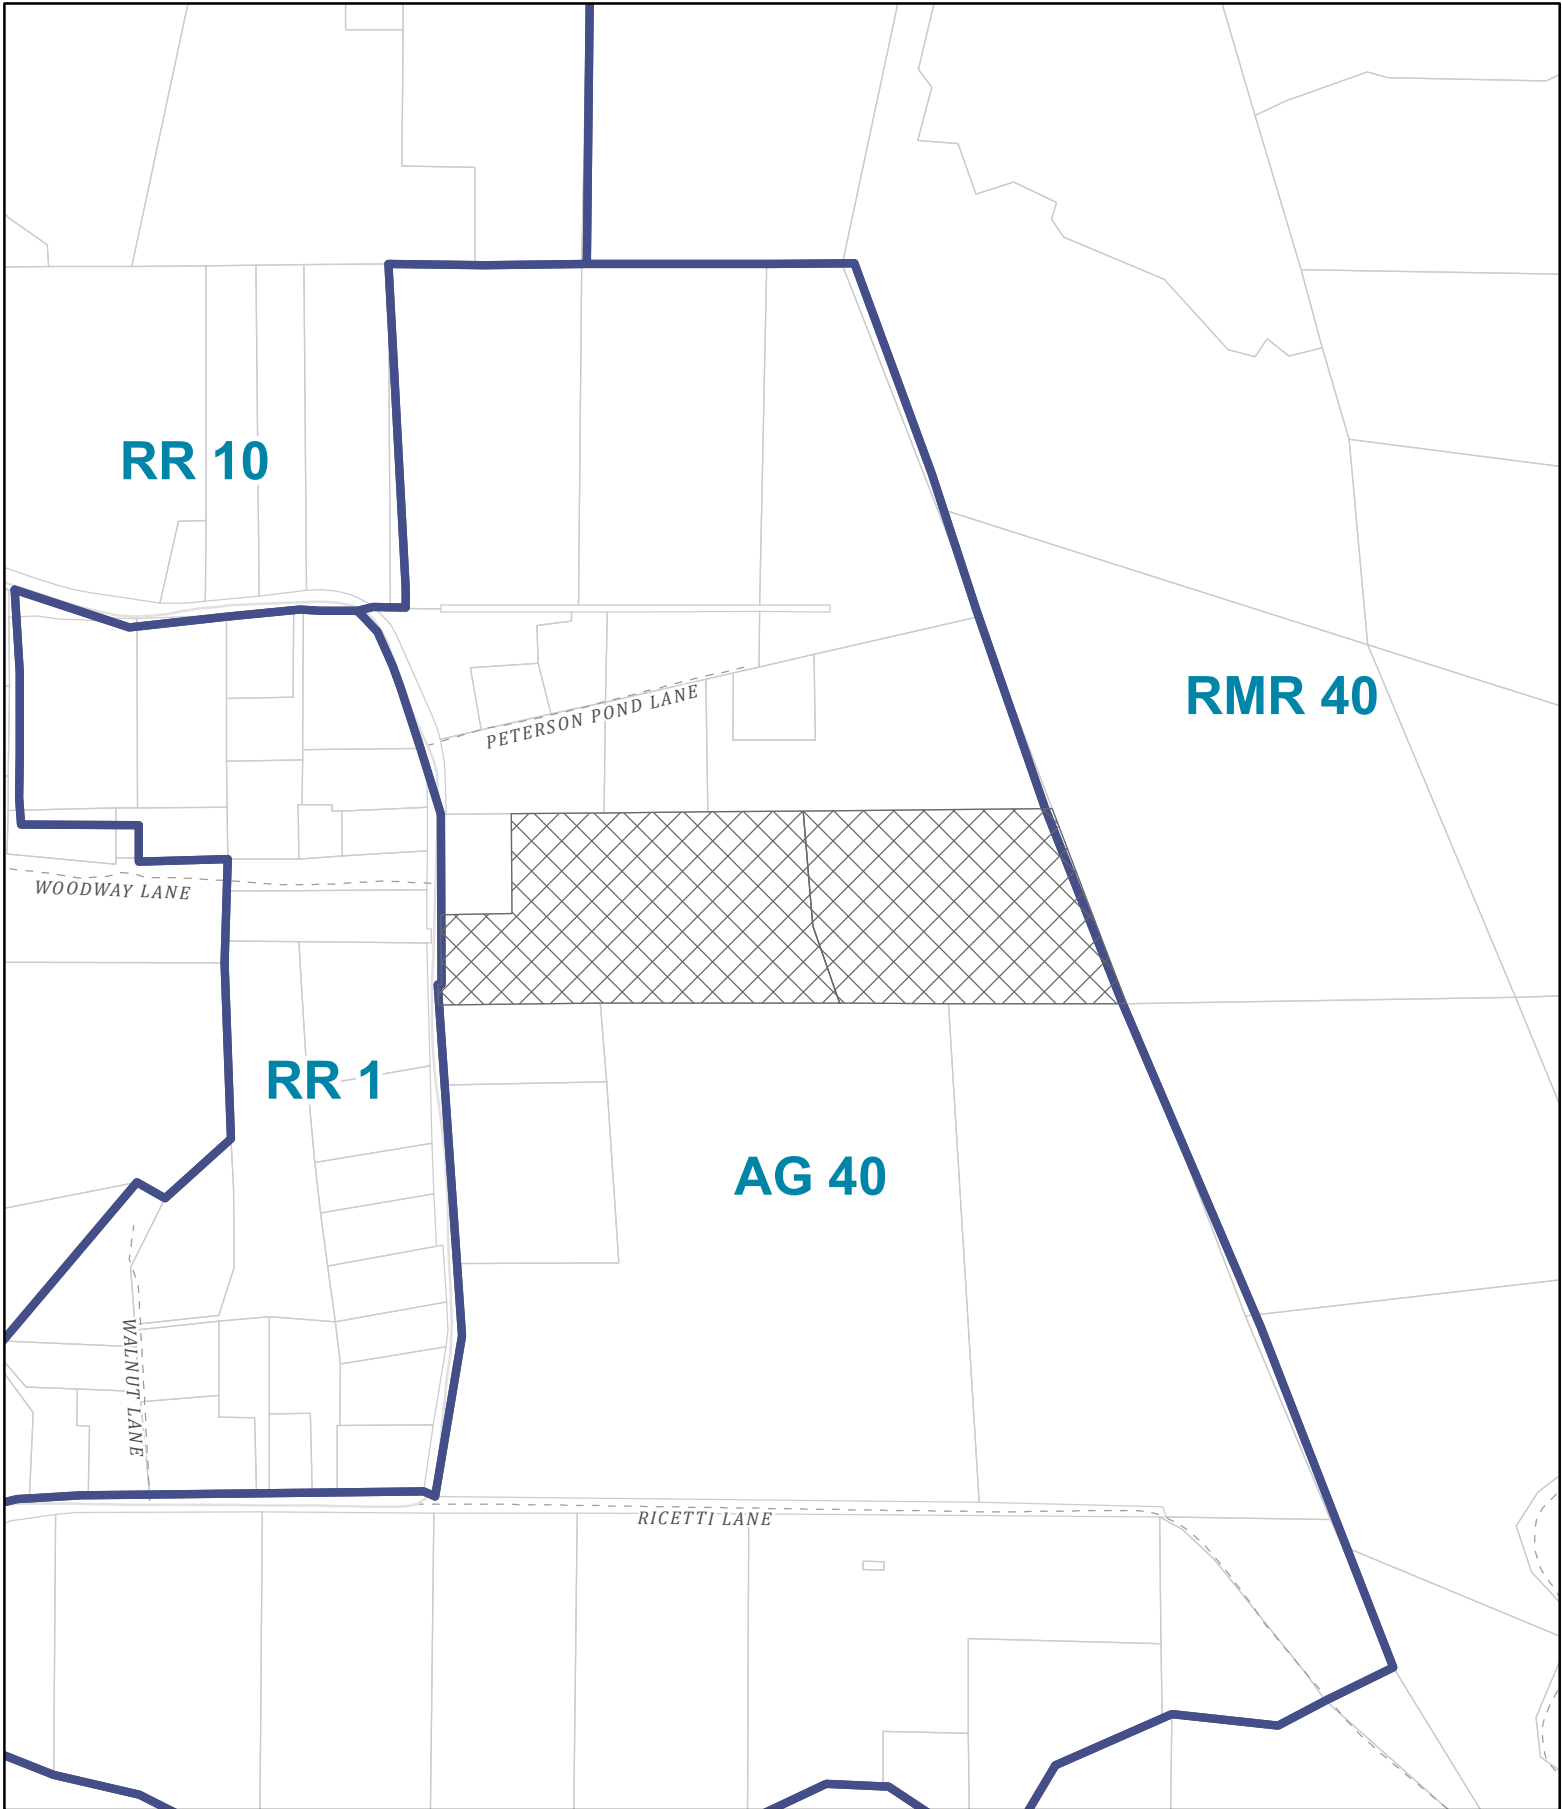 RR 10
RMR 40
PETERSON POND LANE
WOODWAY LANE
RR 1
AG 40
WALNUT LANE
RICETTI LANE